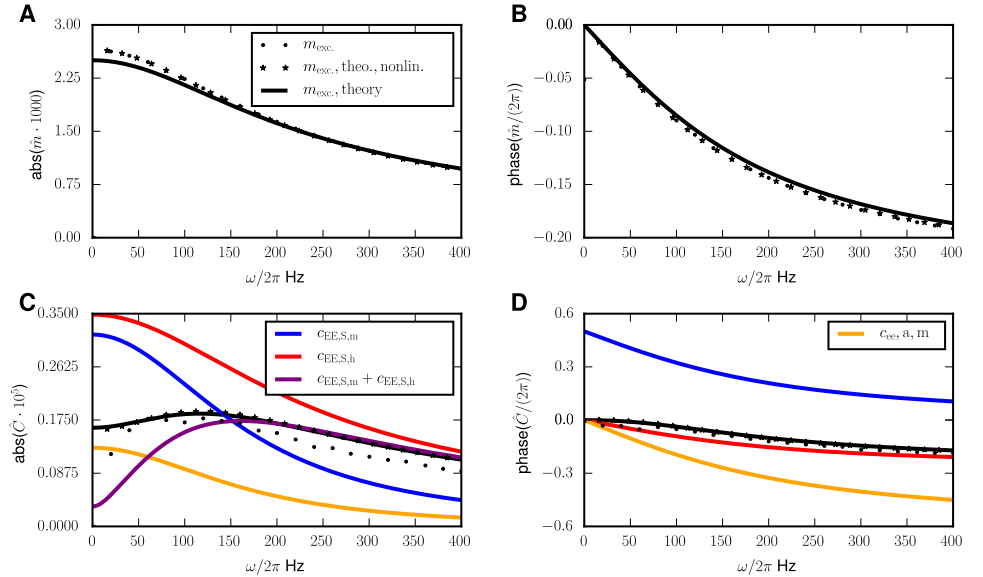 A
3.00
2.25
1.50
0.75
0.00
abs(m̂ · 1000)
m_exc.
m_exc., theo., nonlin.
m_exc., theory
0 50 100 150 200 250 300 350 400
ω/2π Hz
B
0.00
−0.05
−0.10
−0.15
−0.20
phase(m̂/(2π))
0 50 100 150 200 250 300 350 400
ω/2π Hz
C
0.3500
0.2625
0.1750
0.0875
0.0000
abs(Ĉ · 10⁵)
c_EE,S,m
c_EE,S,h
c_EE,S,m + c_EE,S,h
0 50 100 150 200 250 300 350 400
ω/2π Hz
D
0.6
0.3
0.0
−0.3
−0.6
phase(Ĉ/(2π))
c_ee, a, m
0 50 100 150 200 250 300 350 400
ω/2π Hz